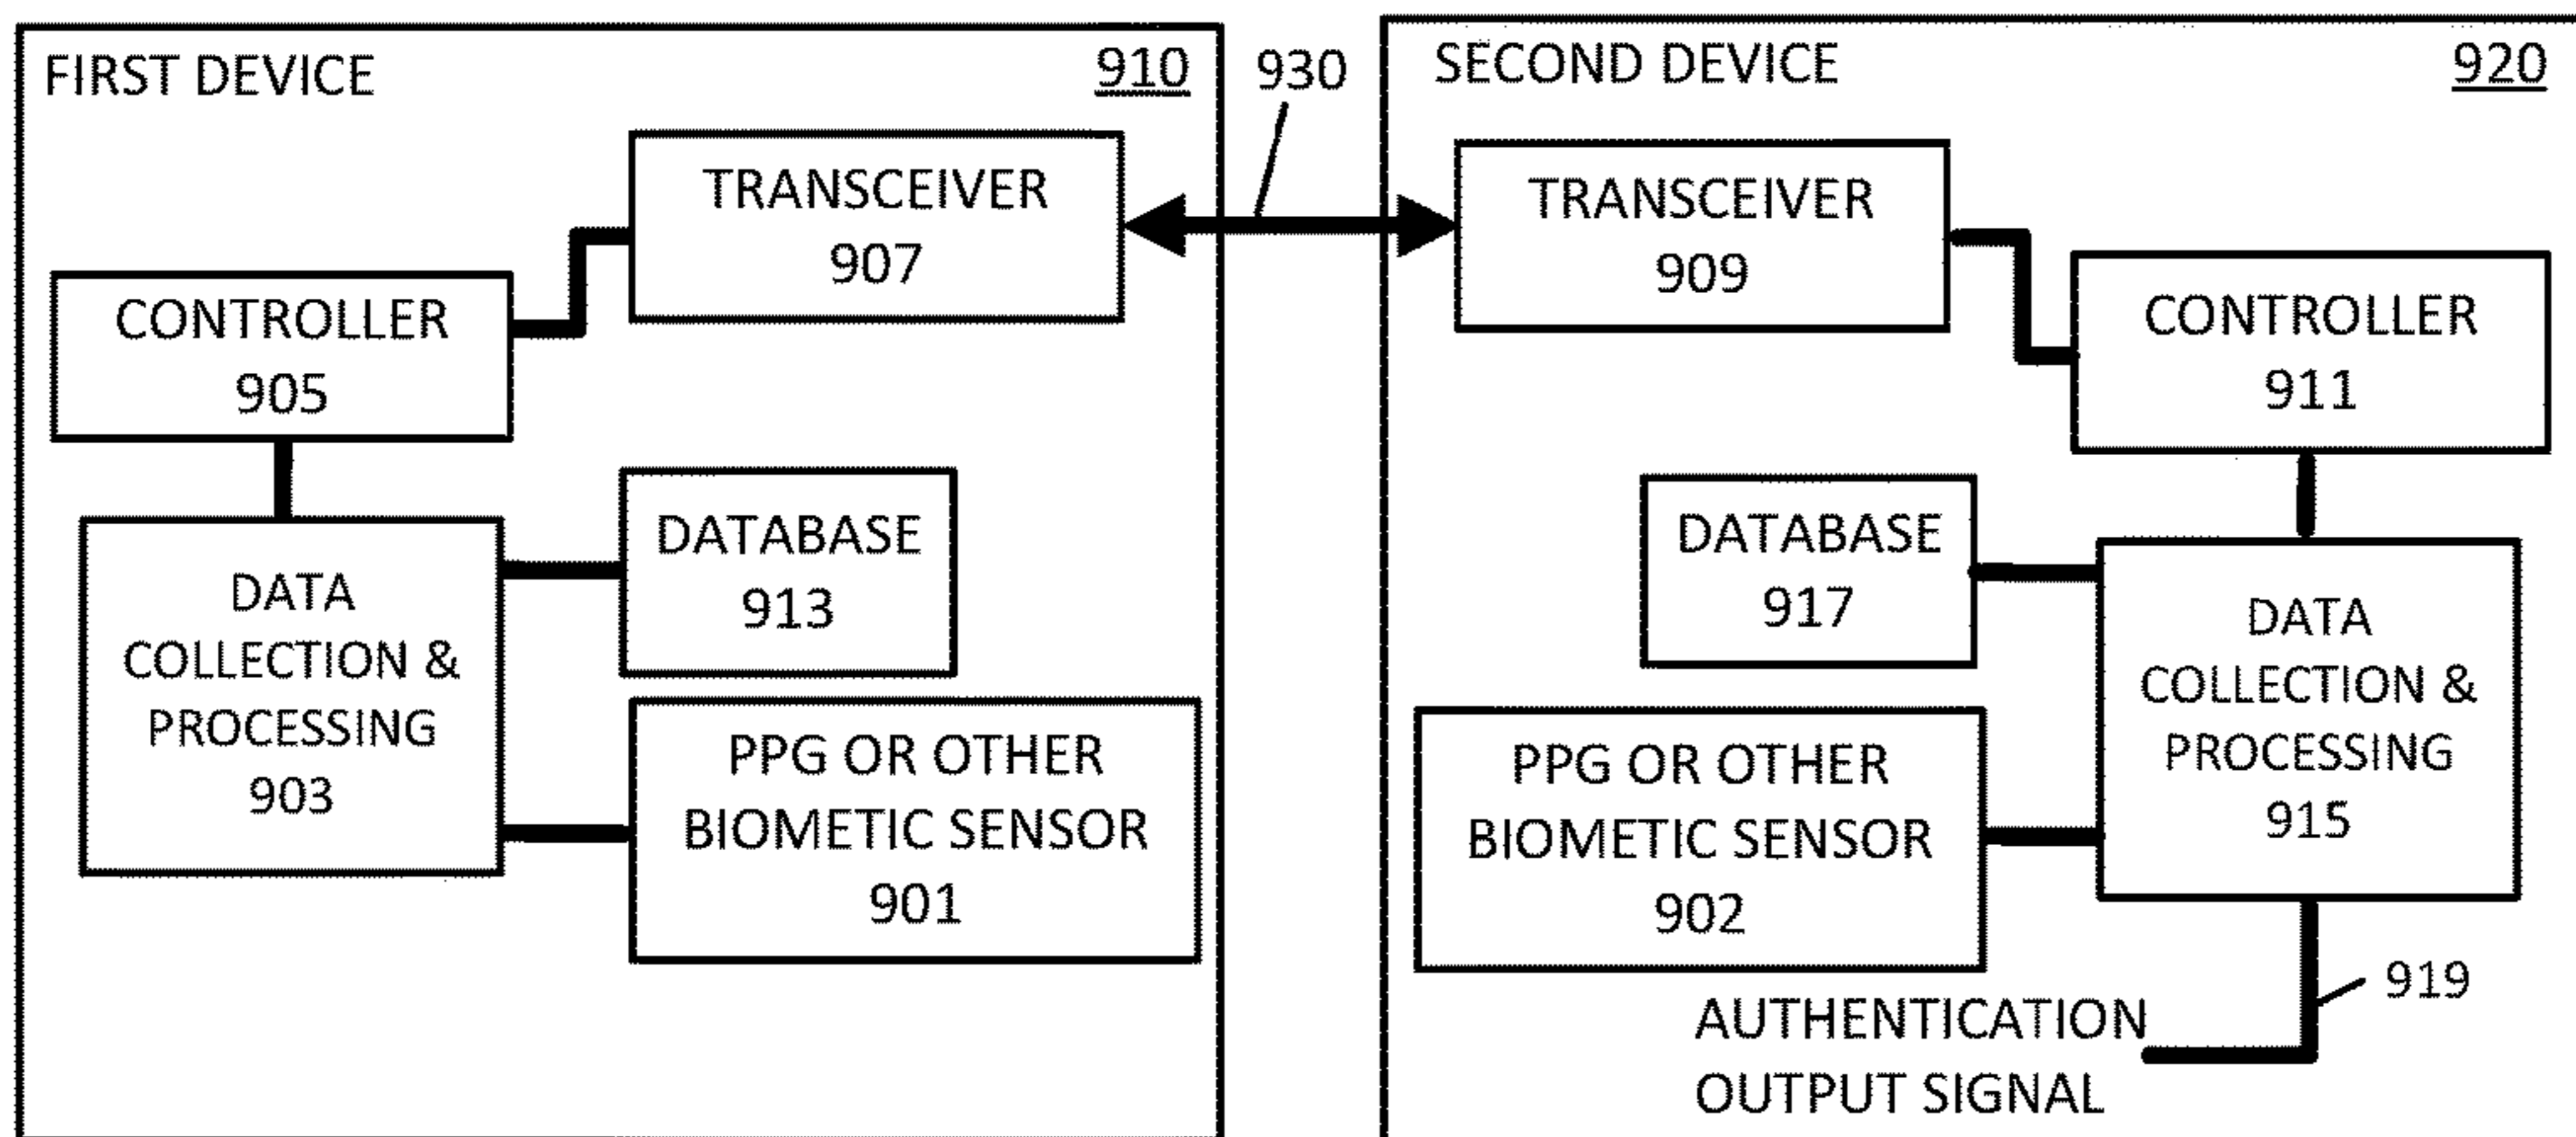 FIRST DEVICE
910
TRANSCEIVER
907
CONTROLLER
905
DATABASE
913
DATA
COLLECTION &
PROCESSING
903
PPG OR OTHER
BIOMETIC SENSOR
901
930
SECOND DEVICE
920
TRANSCEIVER
909
CONTROLLER
911
DATABASE
917
DATA
COLLECTION &
PROCESSING
915
PPG OR OTHER
BIOMETIC SENSOR
902
919
AUTHENTICATION
OUTPUT SIGNAL